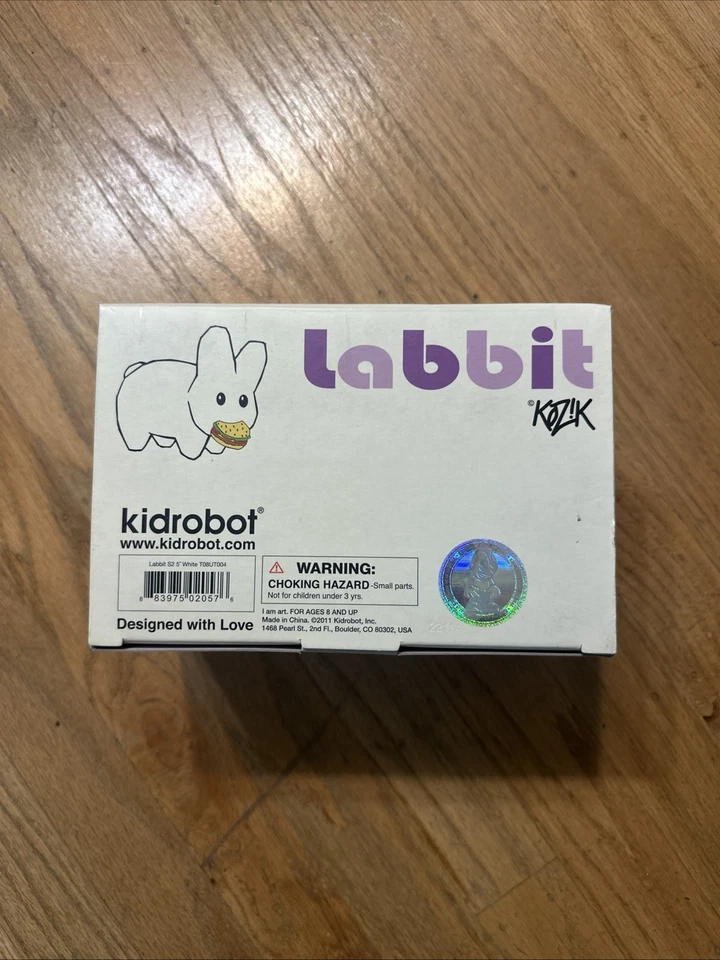 Labbit
©KOZIK
kidrobot®
www.kidrobot.com
Labbit S2 5" White T08UT004
8 83975 02057 6
Designed with Love
WARNING:
CHOKING HAZARD-Small parts.
Not for children under 3 yrs.
I am art. FOR AGES 8 AND UP
Made in China. ©2011 Kidrobot, Inc.
1468 Pearl St., 2nd Fl., Boulder, CO 80302, USA